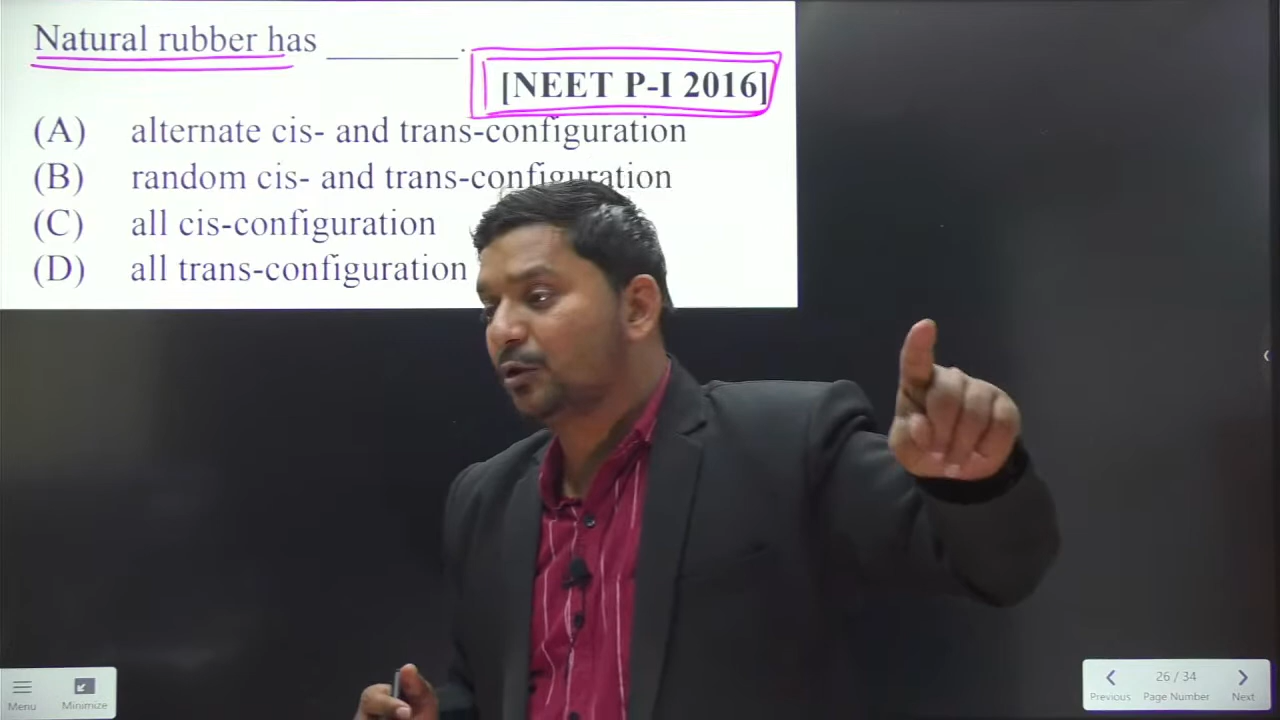 Natural rubber has ________.
[NEET P-I 2016]
(A) alternate cis- and trans-configuration
(B) random cis- and trans-configuration
(C) all cis-configuration
(D) all trans-configuration
Menu
Minimize
26 / 34
Previous Page Number Next